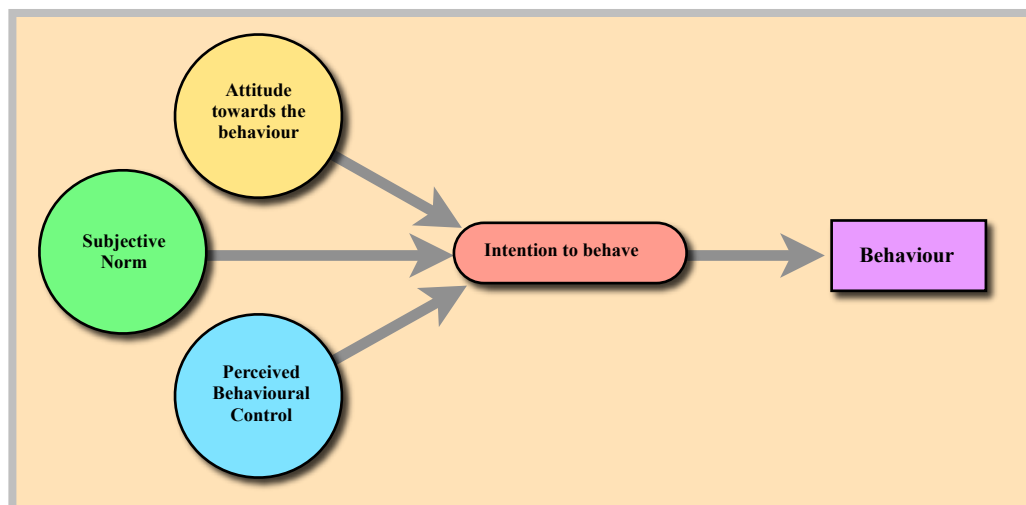 Attitude
towards the
behaviour
Subjective
Norm
Intention to behave
Behaviour
Perceived
Behavioural
Control